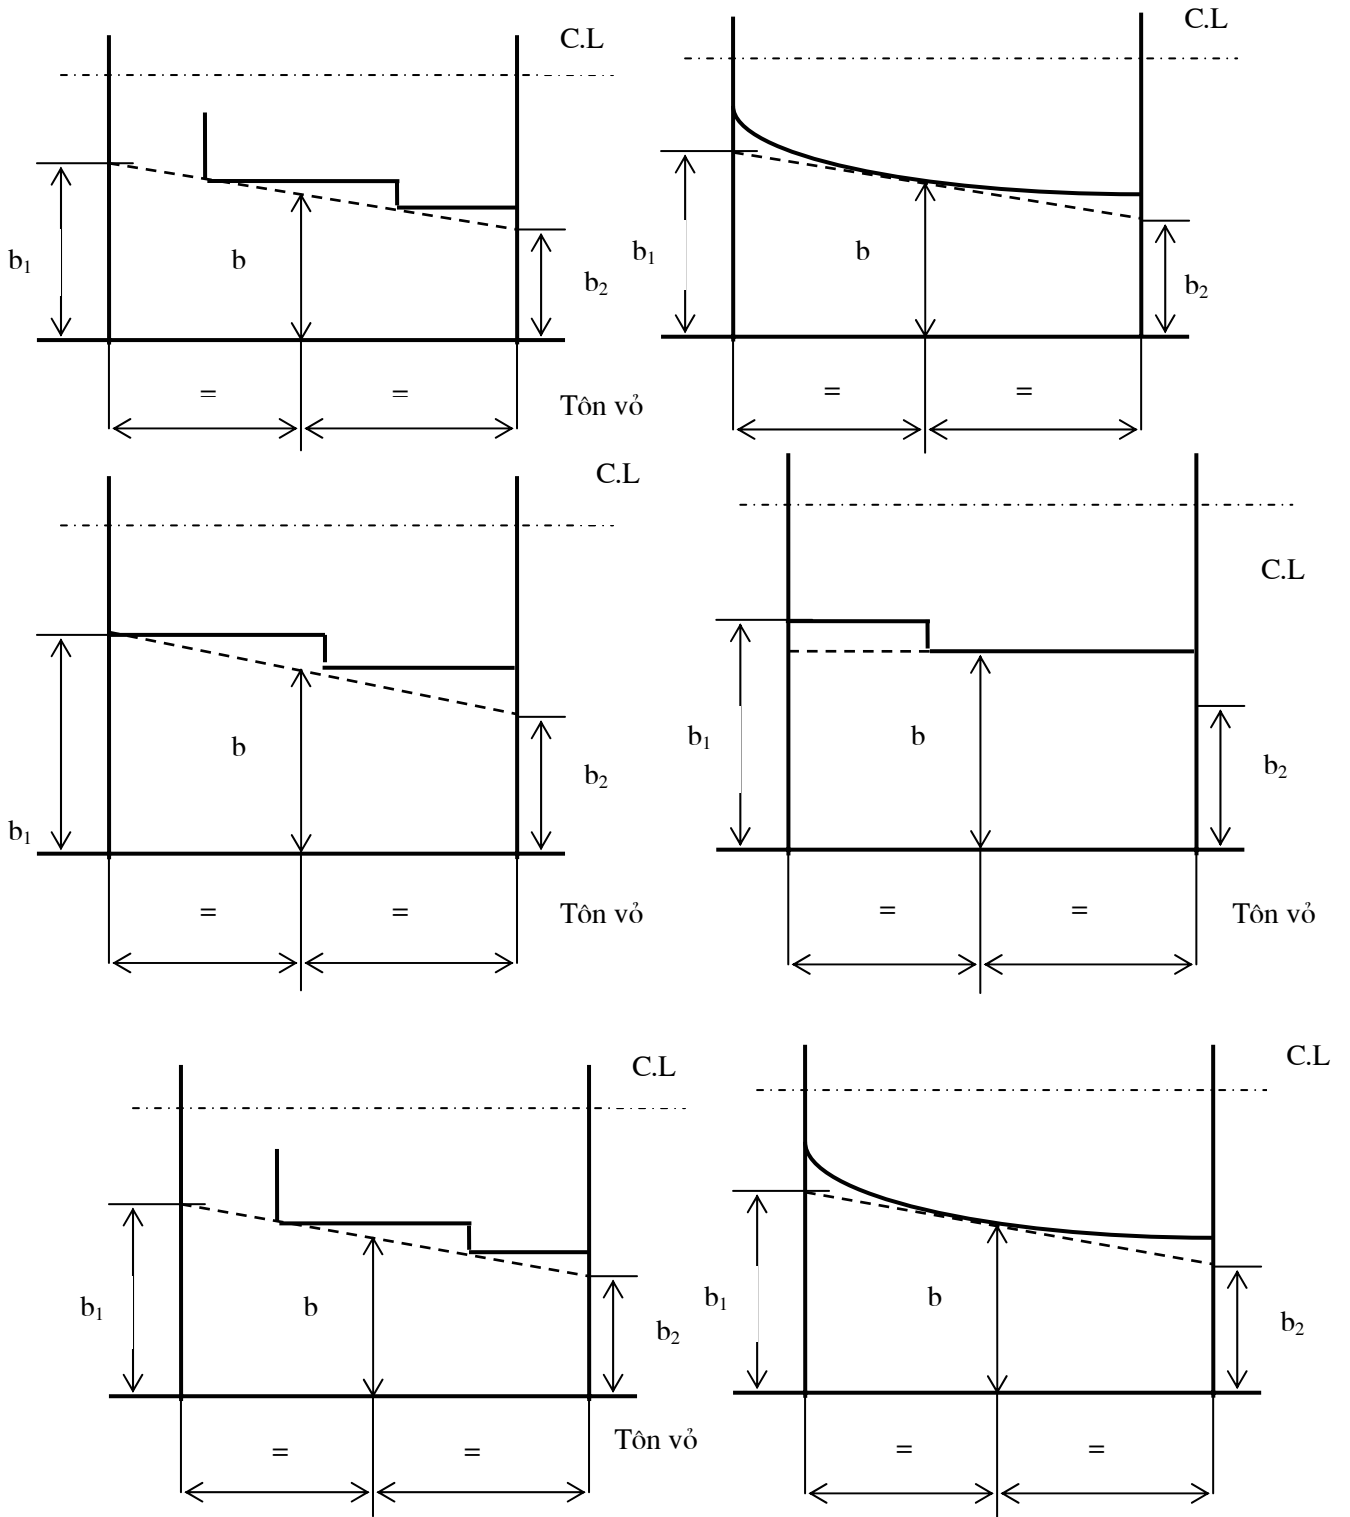 C.L
C.L
b₁
b
b₂
b₁
b
b₂
=
=
Tôn vỏ
=
=
C.L
C.L
b₁
b
b₂
b₁
b
b₂
=
=
Tôn vỏ
=
=
Tôn vỏ
C.L
C.L
b₁
b
b₂
b₁
b
b₂
=
=
Tôn vỏ
=
=